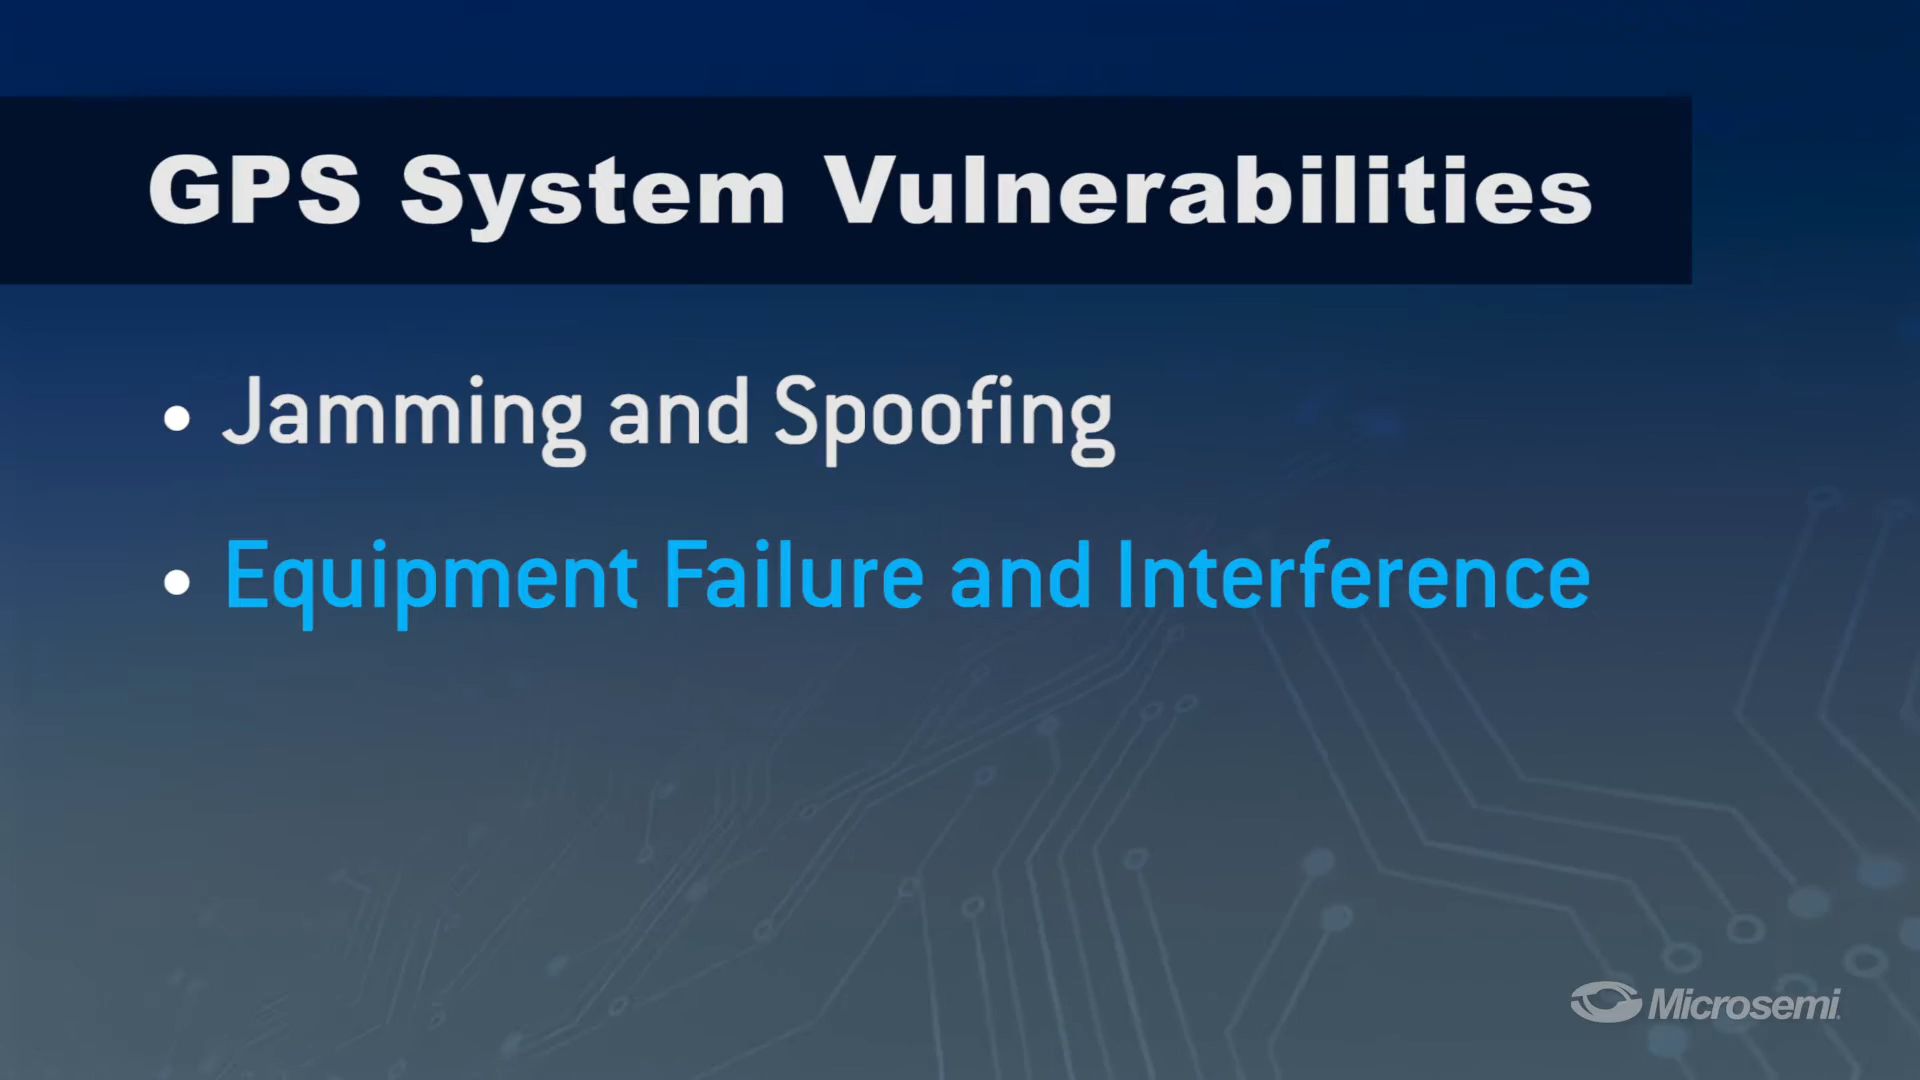 GPS System Vulnerabilities
• Jamming and Spoofing
• Equipment Failure and Interference
Microsemi